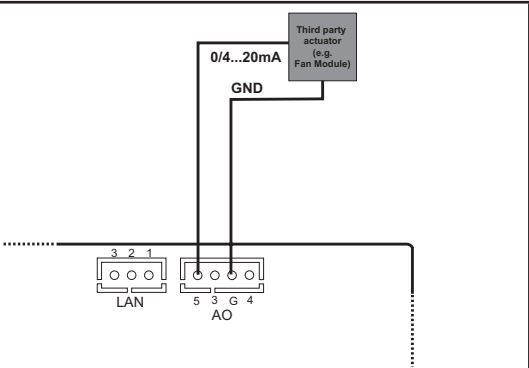 Third party
actuator
(e.g.
Fan Module)
0/4...20mA
GND
3 2 1
LAN
5 3 G 4
AO